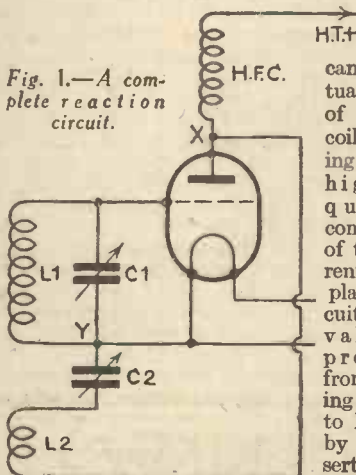 H.T.+
Fig. 1.—A com-
plete reaction
circuit.
H.F.C.
X
L1
C1
Y
C2
L2
can
tua
of
coil
ing
hig
qu
con
of t
ren
pla
cuit
va
pr
from
ing
to
by
sert